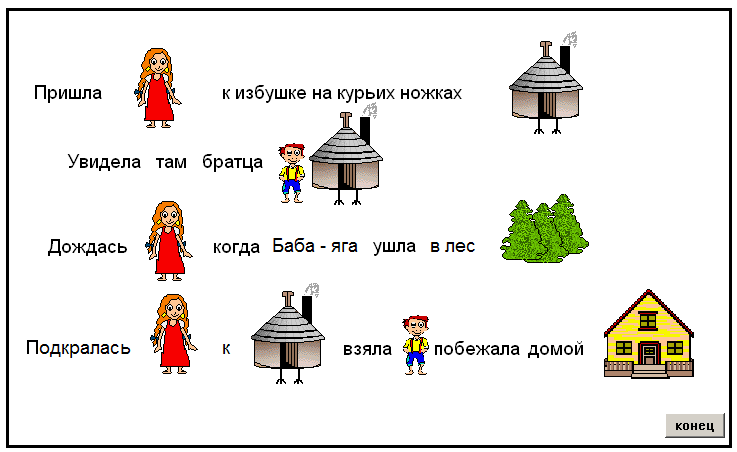 Пришла к избушке на курьих ножках
Увидела там братца
Дождась когда Баба - яга ушла в лес
Подкралась к взяла побежала домой
конец